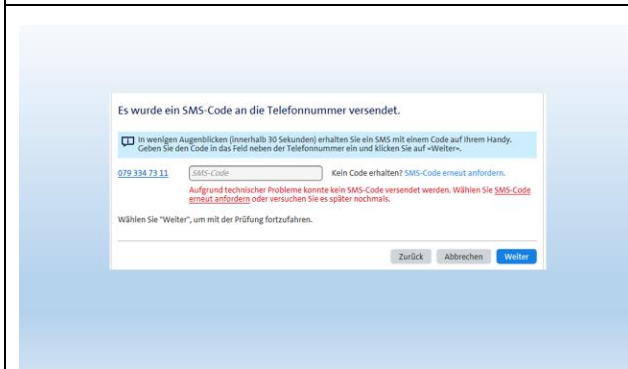 Es wurde ein SMS-Code an die Telefonnummer versendet.
In wenigen Augenblicken (innerhalb 30 Sekunden) erhalten Sie ein SMS mit einem Code auf Ihrem Handy.
Geben Sie den Code in das Feld neben der Telefonnummer ein und klicken Sie auf «Weiter».
079 334 73 11 SMS-Code Kein Code erhalten? SMS-Code erneut anfordern.
Aufgrund technischer Probleme konnte kein SMS-Code versendet werden. Wählen Sie SMS-Code
erneut anfordern oder versuchen Sie es später nochmals.
Wählen Sie "Weiter", um mit der Prüfung fortzufahren.
Zurück Abbrechen Weiter